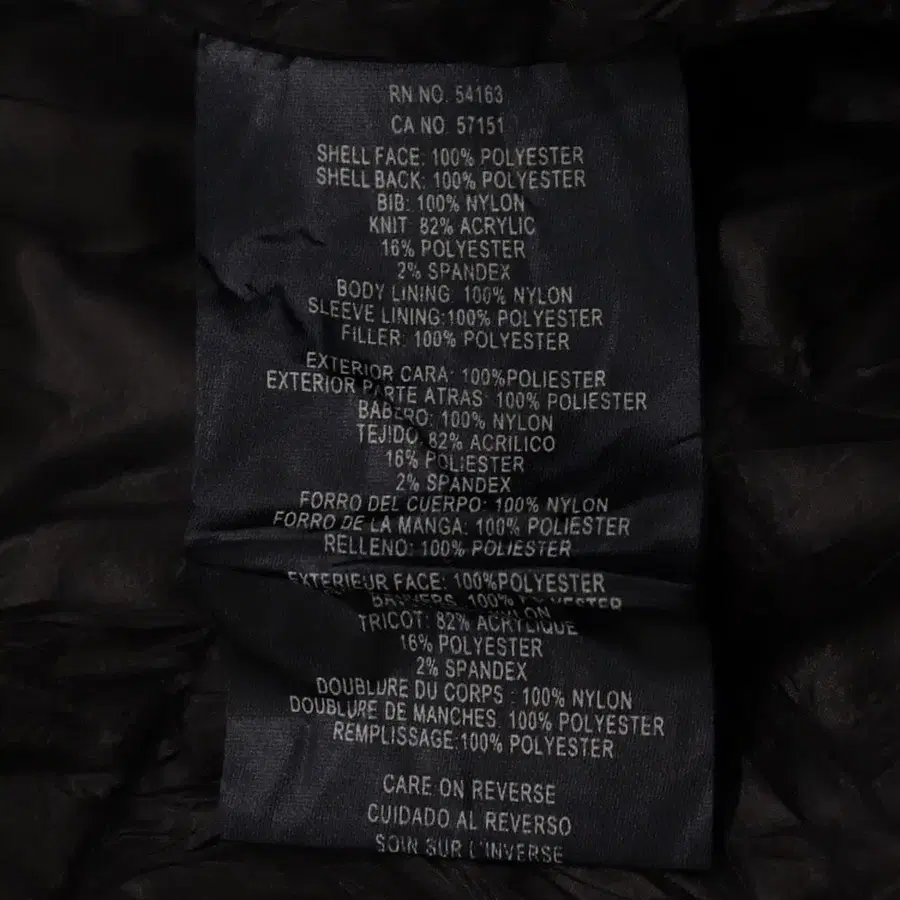 RN NO. 54163
CA NO. 57151
SHELL FACE: 100% POLYESTER
SHELL BACK: 100% POLYESTER
BIB: 100% NYLON
KNIT: 82% ACRYLIC
16% POLYESTER
2% SPANDEX
BODY LINING: 100% NYLON
SLEEVE LINING:100% POLYESTER
FILLER: 100% POLYESTER
EXTERIOR CARA: 100%POLIESTER
EXTERIOR PARTE ATRAS: 100% POLIESTER
BABERO: 100% NYLON
TEJIDO: 82% ACRILICO
16% POLIESTER
2% SPANDEX
FORRO DEL CUERPO: 100% NYLON
FORRO DE LA MANGA: 100% POLIESTER
RELLENO: 100% POLIESTER
EXTERIEUR FACE: 100%POLYESTER
100%
TRICOT: 82% ACRYLIQUE
16% POLYESTER
2% SPANDEX
DOUBLURE DU CORPS : 100% NYLON
DOUBLURE DE MANCHES: 100% POLYESTER
REMPLISSAGE:100% POLYESTER
CARE ON REVERSE
CUIDADO AL REVERSO
SOIN SUR L'INVERSE